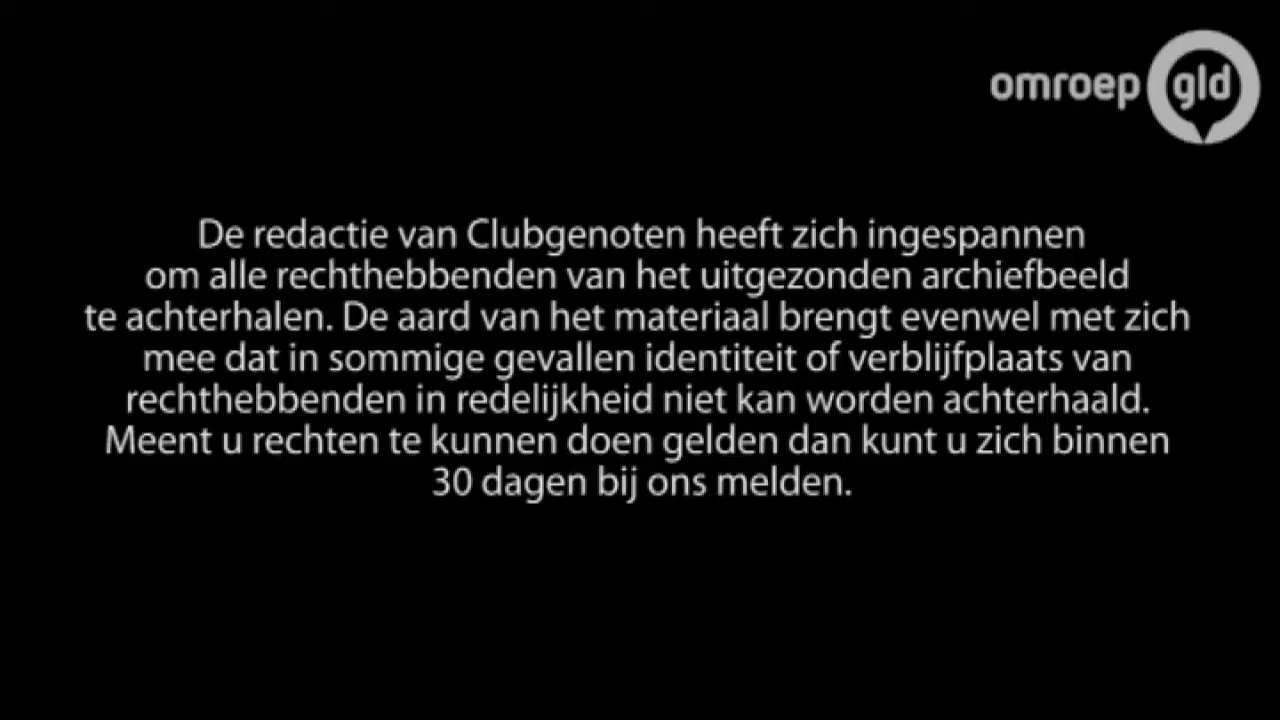 omroep gld
De redactie van Clubgenoten heeft zich ingespannen
om alle rechthebbenden van het uitgezonden archiefbeeld
te achterhalen. De aard van het materiaal brengt evenwel met zich
mee dat in sommige gevallen identiteit of verblijfplaats van
rechthebbenden in redelijkheid niet kan worden achterhaald.
Meent u rechten te kunnen doen gelden dan kunt u zich binnen
30 dagen bij ons melden.